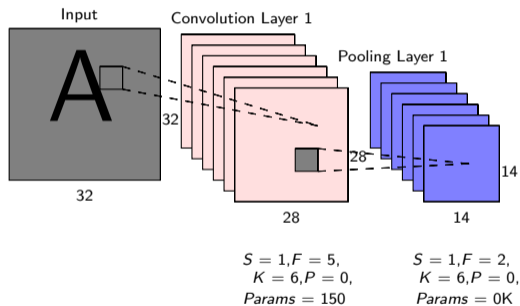 Input
Convolution Layer 1
Pooling Layer 1
A
32
28
14
32
28
14
S = 1,F = 5,
K = 6,P = 0,
Params = 150
S = 1,F = 2,
K = 6,P = 0,
Params = 0K